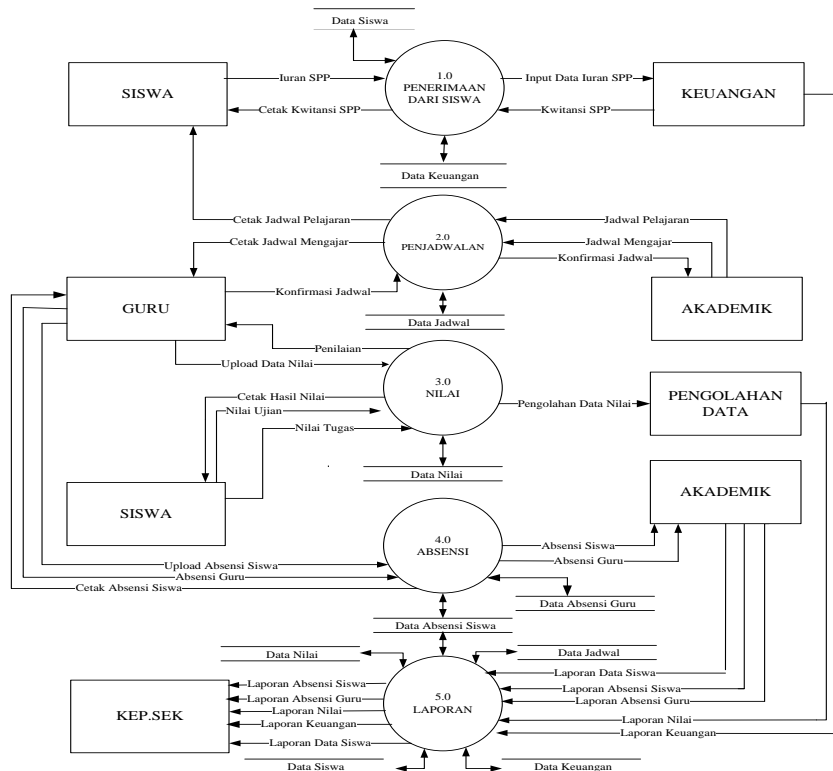 Data Siswa
1.0
PENERIMAAN
DARI SISWA
SISWA
Iuran SPP
Cetak Kwitansi SPP
Input Data Iuran SPP
Kwitansi SPP
KEUANGAN
Data Keuangan
Cetak Jadwal Pelajaran
Cetak Jadwal Mengajar
Konfirmasi Jadwal
2.0
PENJADWALAN
Jadwal Pelajaran
Jadwal Mengajar
Konfirmasi Jadwal
GURU
AKADEMIK
Data Jadwal
Penilaian
Upload Data Nilai
3.0
NILAI
Cetak Hasil Nilai
Nilai Ujian
Nilai Tugas
Pengolahan Data Nilai
PENGOLAHAN
DATA
Data Nilai
SISWA
AKADEMIK
4.0
ABSENSI
Absensi Siswa
Absensi Guru
Upload Absensi Siswa
Absensi Guru
Cetak Absensi Siswa
Data Absensi Guru
Data Absensi Siswa
Data Nilai
Data Jadwal
5.0
LAPORAN
KEP.SEK
Laporan Absensi Siswa
Laporan Absensi Guru
Laporan Nilai
Laporan Keuangan
Laporan Data Siswa
Laporan Data Siswa
Laporan Absensi Siswa
Laporan Absensi Guru
Laporan Nilai
Laporan Keuangan
Data Siswa
Data Keuangan